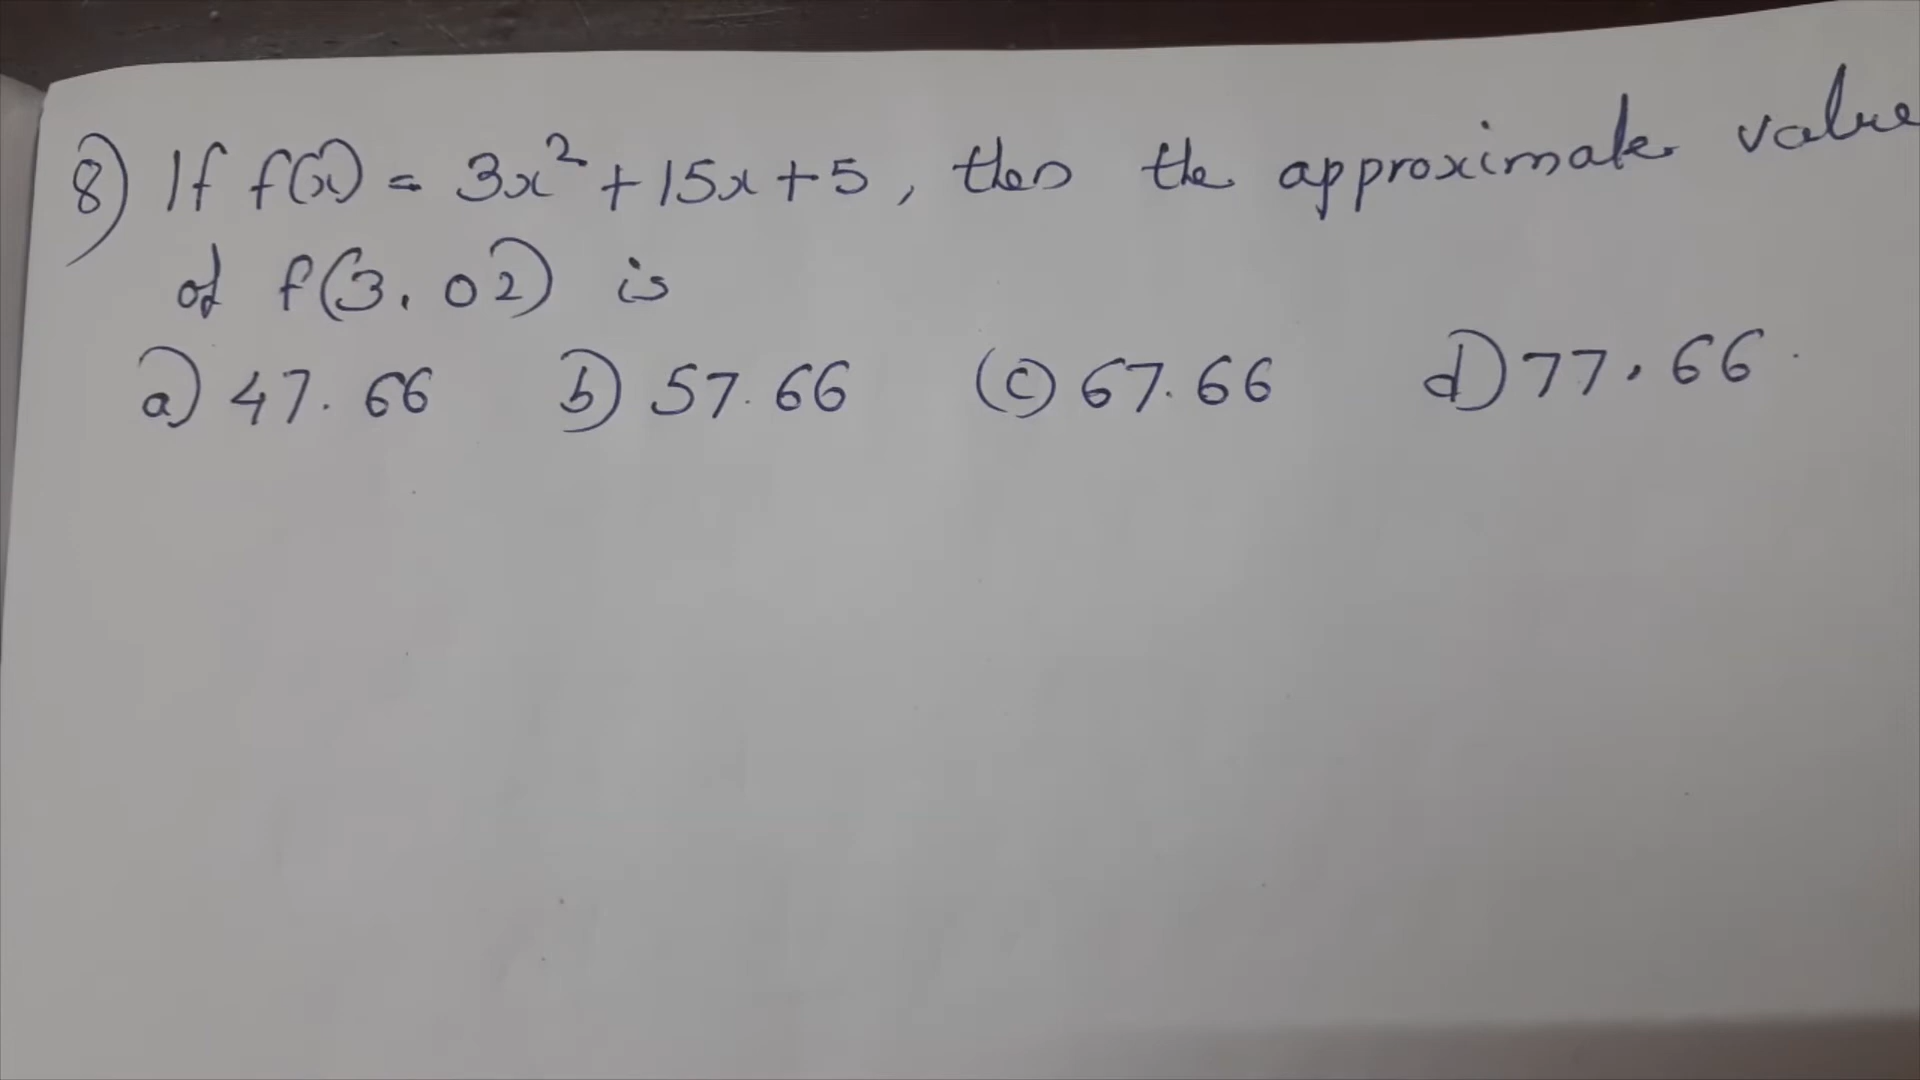 8) If f(x) = 3x² + 15x + 5, then the approximate value
of f(3.02) is
a) 47.66 b) 57.66 (c) 67.66 d) 77.66.